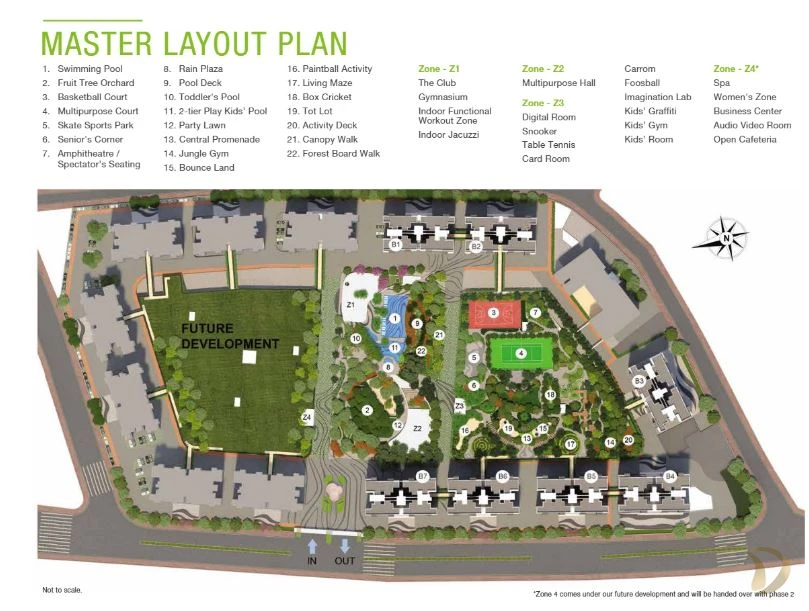 MASTER LAYOUT PLAN
1. Swimming Pool
2. Fruit Tree Orchard
3. Basketball Court
4. Multipurpose Court
5. Skate Sports Park
6. Senior's Corner
7. Amphitheatre /
Spectator's Seating
8. Rain Plaza
9. Pool Deck
10. Toddler's Pool
11. 2-tier Play Kids' Pool
12. Party Lawn
13. Central Promenade
14. Jungle Gym
15. Bounce Land
16. Paintball Activity
17. Living Maze
18. Box Cricket
19. Tot Lot
20. Activity Deck
21. Canopy Walk
22. Forest Board Walk
Zone - Z1
The Club
Gymnasium
Indoor Functional
Workout Zone
Indoor Jacuzzi
Zone - Z2
Multipurpose Hall
Zone - Z3
Digital Room
Snooker
Table Tennis
Card Room
Carrom
Foosball
Imagination Lab
Kids' Graffiti
Kids' Gym
Kids' Room
Zone - Z4*
Spa
Women's Zone
Business Center
Audio Video Room
Open Cafeteria
B1
B2
N
Z1
1
3
7
FUTURE
DEVELOPMENT
9
10
21
11
22
5
4
8
6
B3
18
2
Z3
Z4
12
Z2
16
19
15
13
17
14
20
B7
B6
B5
B4
IN
OUT
Not to scale.
*Zone 4 comes under our future development and will be handed over with phase 2